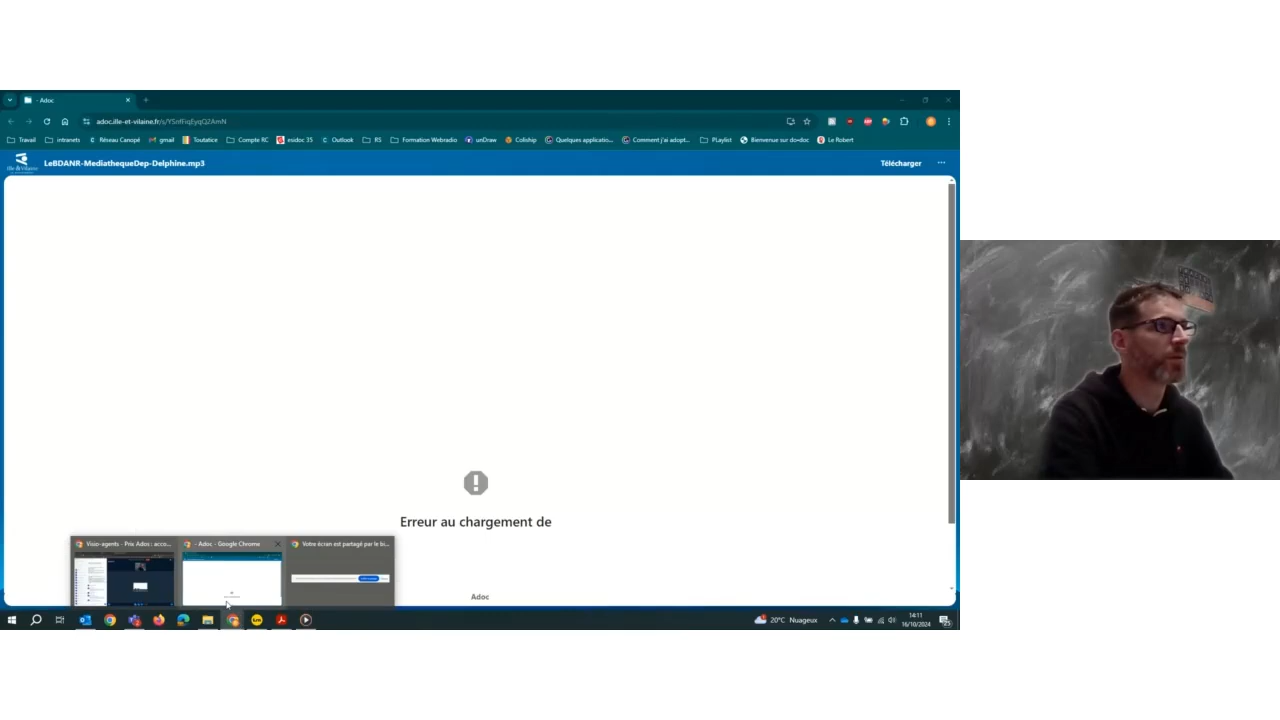 - Adoc
adoc.ille-et-vilaine.fr/s/YSnfFiqEyqQ2AmN
Travail intranets Réseau Canopé gmail Toutatice Compte RC esidoc 35 Outlook RS Formation Webradio unDraw Coliship Quelques applicatio... Comment j'ai adopt... PLaylist Bienvenue sur do•doc Le Robert
LeBDANR-MediathequeDep-Delphine.mp3 Télécharger
Erreur au chargement de
Visio-agents - Prix Ados : acco... - Adoc - Google Chrome Votre écran est partagé par le bi...
Adoc
20°C Nuageux
14:11
16/10/2024